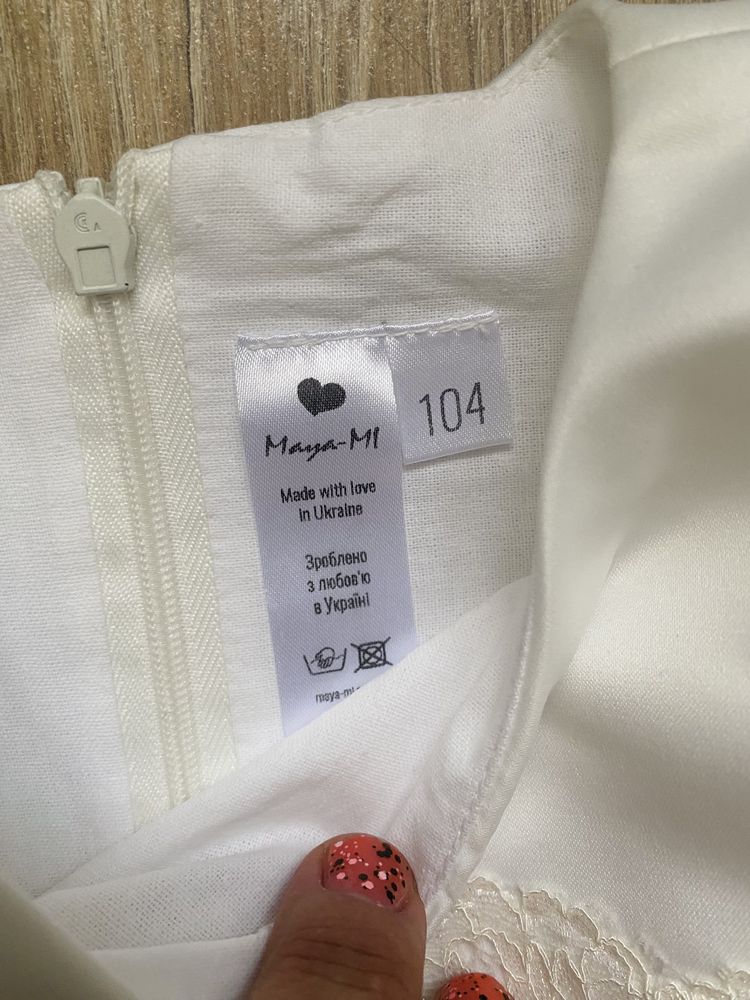 Maya-MI
104
Made with love
in Ukraine
Зроблено
з любов'ю
в Україні